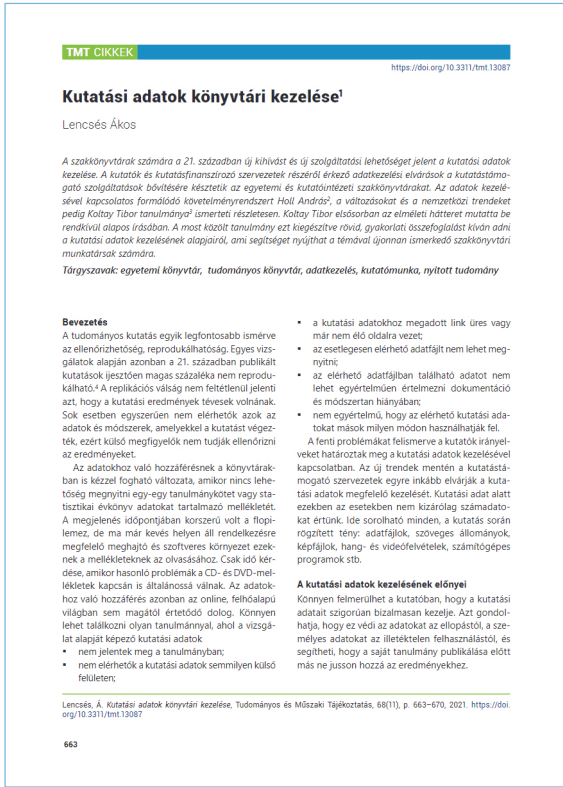 TMT CIKKEK
https://doi.org/10.3311/tmt.13087
Kutatási adatok könyvtári kezelése¹
Lencsés Ákos
A szakkönyvtárak számára a 21. században új kihívást és új szolgáltatási lehetőséget jelent a kutatási adatok
kezelése. A kutatók és kutatásfinanszírozó szervezetek részéről érkező adatkezelési elvárások a kutatástámo-
gató szolgáltatások bővítésére késztetik az egyetemi és kutatóintézeti szakkönyvtárakat. Az adatok kezelé-
sével kapcsolatos formálódó követelményrendszert Holl András², a változásokat és a nemzetközi trendeket
pedig Koltay Tibor tanulmánya³ ismerteti részletesen. Koltay Tibor elsősorban az elméleti hátteret mutatta be
rendkívül alapos írásában. A most közölt tanulmány ezt kiegészítve rövid, gyakorlati összefoglalást kíván adni
a kutatási adatok kezelésének alapjairól, ami segítséget nyújthat a témával újonnan ismerkedő szakkönyvtári
munkatársak számára.
Tárgyszavak: egyetemi könyvtár, tudományos könyvtár, adatkezelés, kutatómunka, nyitott tudomány
Bevezetés
A tudományos kutatás egyik legfontosabb ismérve
az ellenőrizhetőség, reprodukálhatóság. Egyes vizs-
gálatok alapján azonban a 21. században publikált
kutatások ijesztően magas százaléka nem reprodu-
kálható.⁴ A replikációs válság nem feltétlenül jelenti
azt, hogy a kutatási eredmények tévesek volnának.
Sok esetben egyszerűen nem elérhetők azok az
adatok és módszerek, amelyekkel a kutatást végez-
ték, ezért külső megfigyelők nem tudják ellenőrizni
az eredményeket.
Az adatokhoz való hozzáférésnek a könyvtárak-
ban is kézzel fogható változata, amikor nincs lehe-
tőség megnyitni egy-egy tanulmánykötet vagy sta-
tisztikai évkönyv adatokat tartalmazó mellékletét.
A megjelenés időpontjában korszerű volt a flopi-
lemez, de ma már kevés helyen áll rendelkezésre
megfelelő meghajtó és szoftveres környezet ezek-
nek a mellékleteknek az olvasásához. Csak idő kér-
dése, amikor hasonló problémák a CD- és DVD-mel-
lékletek kapcsán is általánossá válnak. Az adatok-
hoz való hozzáférés azonban az online, felhőalapú
világban sem magától értetődő dolog. Könnyen
lehet találkozni olyan tanulmánnyal, ahol a vizsgá-
lat alapját képező kutatási adatok
▪ nem jelentek meg a tanulmányban;
▪ nem elérhetők a kutatási adatok semmilyen külső
felületen;
▪ a kutatási adatokhoz megadott link üres vagy
már nem élő oldalra vezet;
▪ az esetlegesen elérhető adatfájlt nem lehet meg-
nyitni;
▪ az elérhető adatfájlban található adatot nem
lehet egyértelműen értelmezni dokumentáció
és módszertan hiányában;
▪ nem egyértelmű, hogy az elérhető kutatási ada-
tokat mások milyen módon használhatják fel.
A fenti problémákat felismerve a kutatók irányel-
veket határoztak meg a kutatási adatok kezelésével
kapcsolatban. Az új trendek mentén a kutatástá-
mogató szervezetek egyre inkább elvárják a kuta-
tási adatok megfelelő kezelését. Kutatási adat alatt
ezekben az esetekben nem kizárólag számadato-
kat értünk. Ide sorolható minden, a kutatás során
rögzített tény: adatfájlok, szöveges állományok,
képfájlok, hang- és videófelvételek, számítógépes
programok stb.
A kutatási adatok kezelésének előnyei
Könnyen felmerülhet a kutatóban, hogy a kutatási
adatait szigorúan bizalmasan kezelje. Azt gondol-
hatja, hogy ez védi az adatokat az ellopástól, a sze-
mélyes adatokat az illetéktelen felhasználástól, és
segítheti, hogy a saját tanulmány publikálása előtt
más ne jusson hozzá az eredményekhez.
Lencsés, Á. Kutatási adatok könyvtári kezelése, Tudományos és Műszaki Tájékoztatás, 68(11), p. 663–670, 2021. https://doi.
org/10.3311/tmt.13087
663